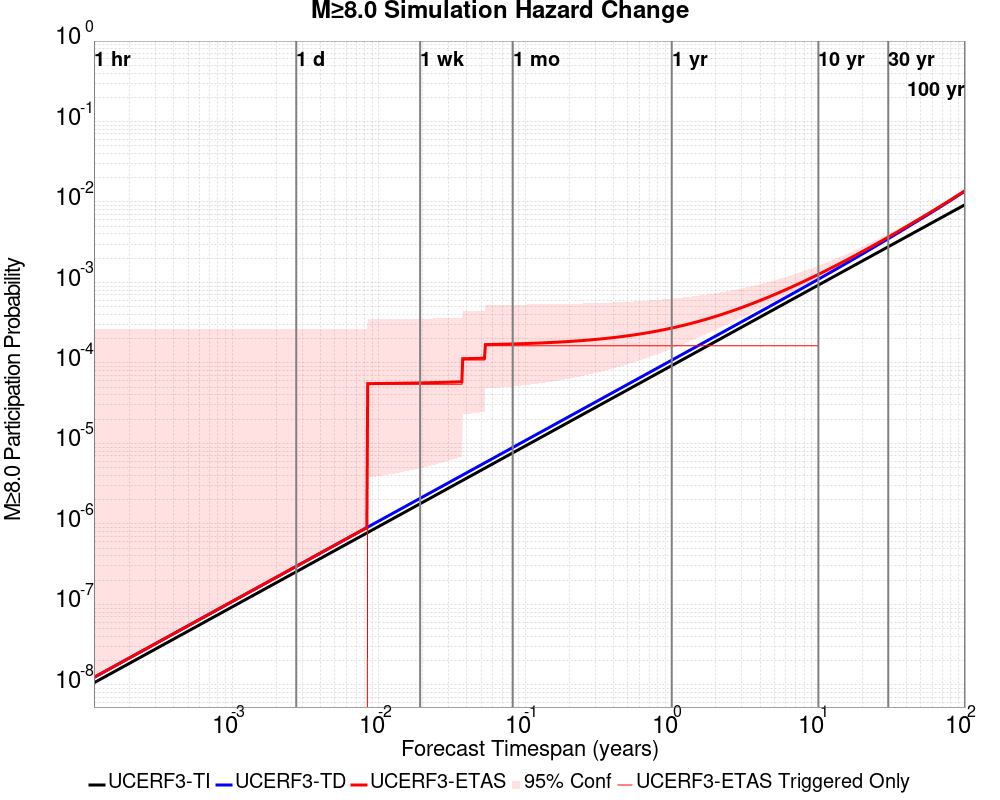 M≥8.0 Simulation Hazard Change
10^0
10^-1
10^-2
10^-3
10^-4
10^-5
10^-6
10^-7
10^-8
M≥8.0 Participation Probability
1 hr 1 d 1 wk 1 mo 1 yr 10 yr 30 yr
100 yr
10^-3 10^-2 10^-1 10^0 10^1 10^2
Forecast Timespan (years)
UCERF3-TI UCERF3-TD UCERF3-ETAS 95% Conf UCERF3-ETAS Triggered Only